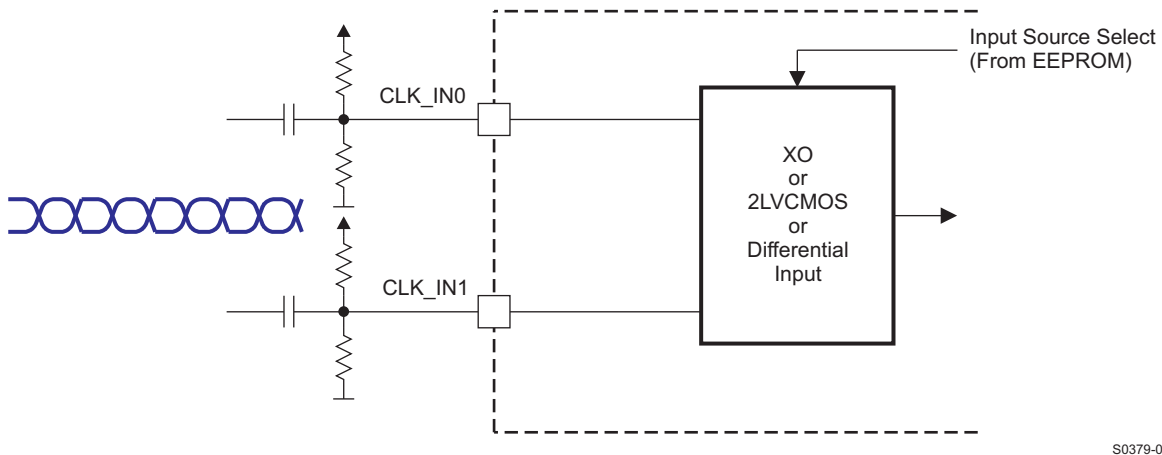 Input Source Select
(From EEPROM)
CLK_IN0
XO
or
2LVCMOS
or
Differential
Input
CLK_IN1
S0379-0